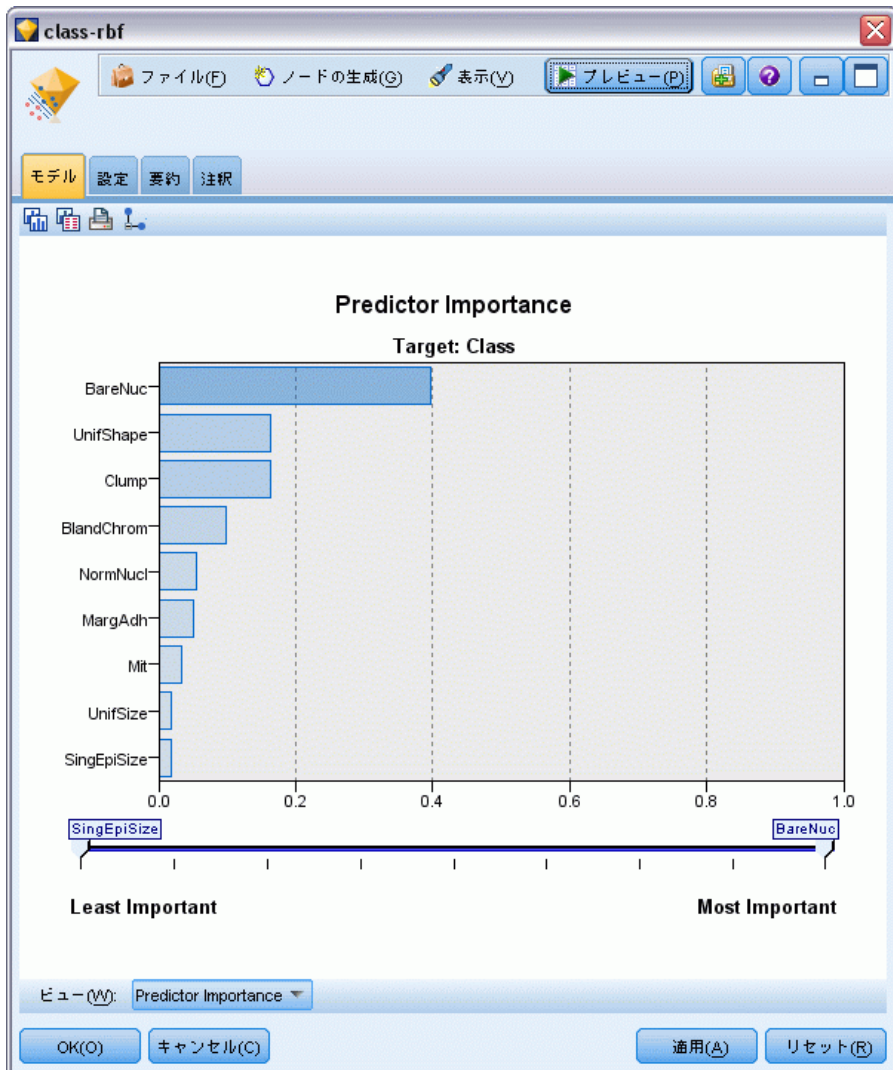 class-rbf
ファイル(F) ノードの生成(G) 表示(V) プレビュー(P)
モデル 設定 要約 注釈
Predictor Importance
Target: Class
BareNuc
UnifShape
Clump
BlandChrom
NormNucl
MargAdh
Mit
UnifSize
SingEpiSize
0.0 0.2 0.4 0.6 0.8 1.0
SingEpiSize BareNuc
Least Important Most Important
ビュー(W): Predictor Importance
OK(O) キャンセル(C) 適用(A) リセット(R)